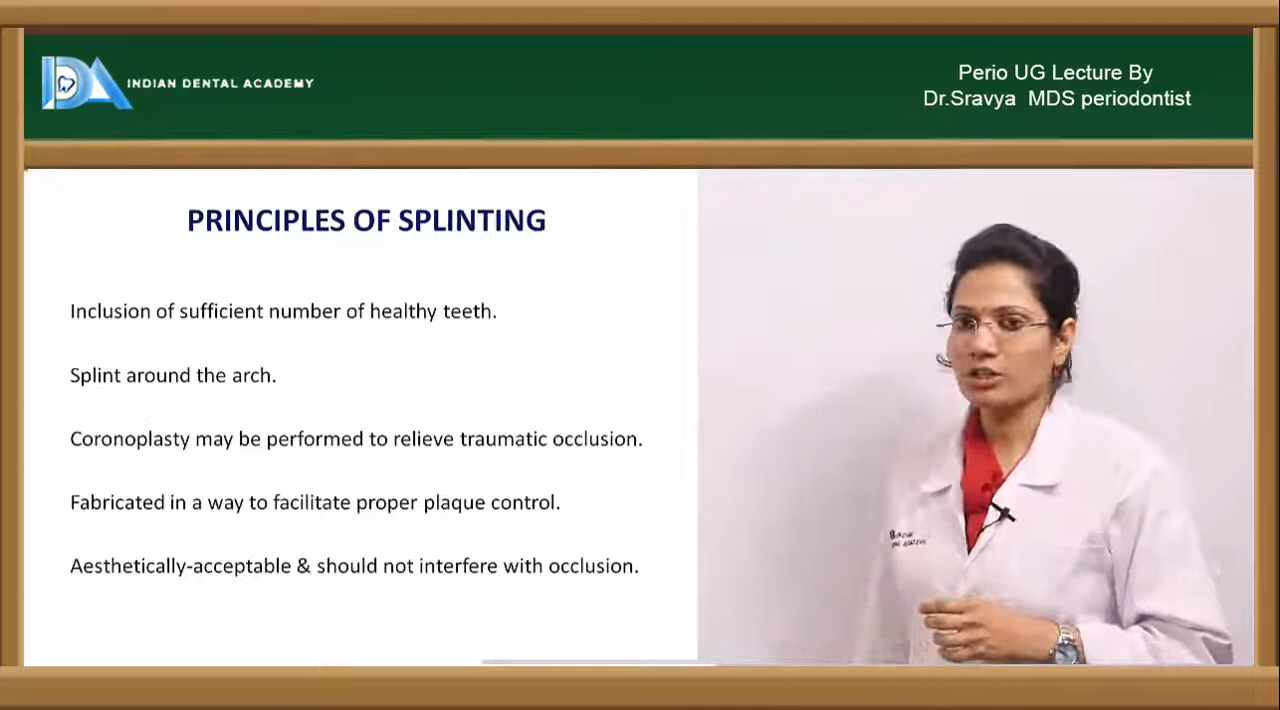 IDA
INDIAN DENTAL ACADEMY
Perio UG Lecture By
Dr.Sravya MDS periodontist
PRINCIPLES OF SPLINTING
Inclusion of sufficient number of healthy teeth.
Splint around the arch.
Coronoplasty may be performed to relieve traumatic occlusion.
Fabricated in a way to facilitate proper plaque control.
Aesthetically-acceptable & should not interfere with occlusion.